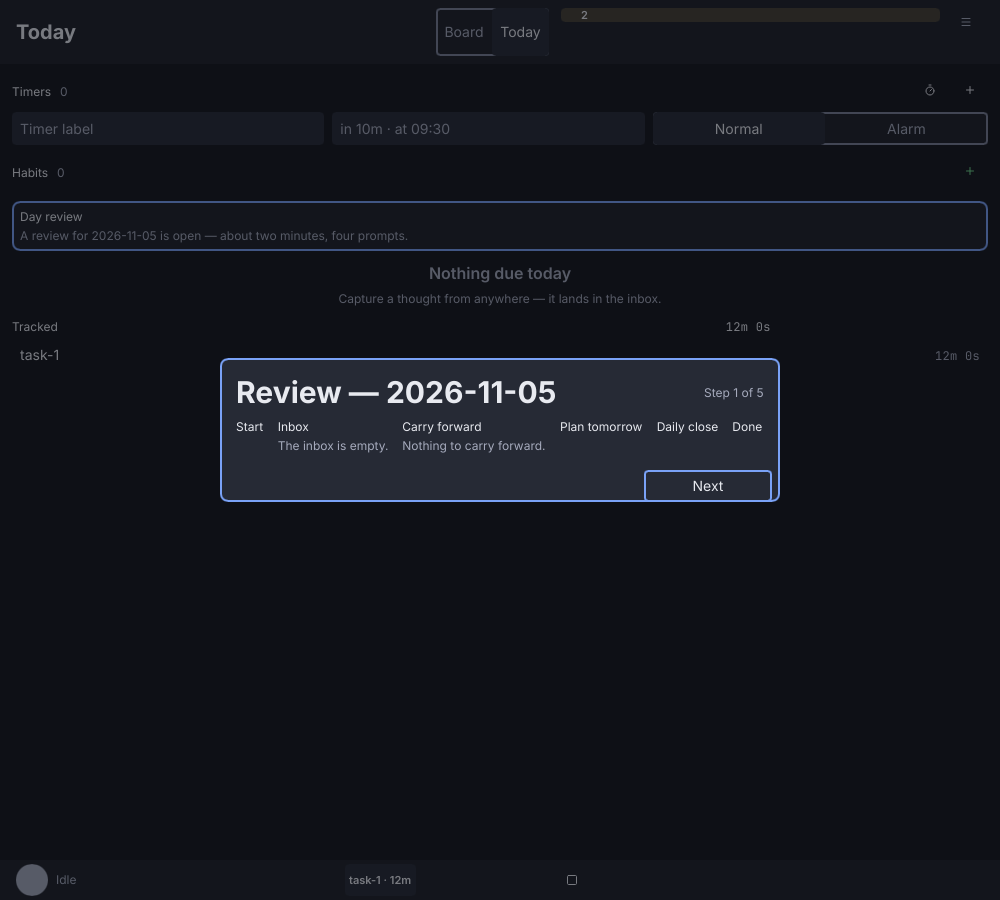 Today
Board Today
2
Timers 0
Timer label
in 10m · at 09:30
Normal
Alarm
Habits 0
Day review
A review for 2026-11-05 is open — about two minutes, four prompts.
Nothing due today
Capture a thought from anywhere — it lands in the inbox.
Tracked 12m 0s
task-1 12m 0s
Review — 2026-11-05
Step 1 of 5
Start Inbox Carry forward Plan tomorrow Daily close Done
The inbox is empty. Nothing to carry forward.
Next
Idle
task-1 · 12m